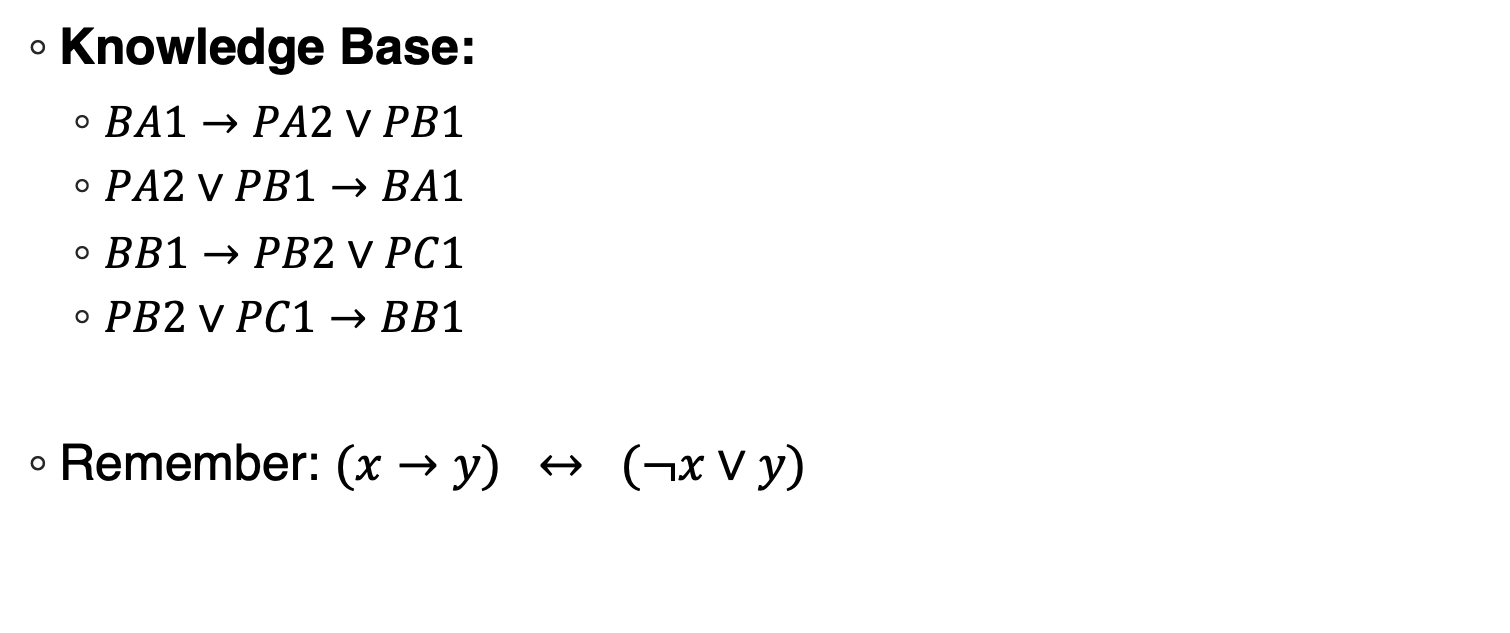 ◦ Knowledge Base:
◦ 𝐵𝐴1 → 𝑃𝐴2 ∨ 𝑃𝐵1
◦ 𝑃𝐴2 ∨ 𝑃𝐵1 → 𝐵𝐴1
◦ 𝐵𝐵1 → 𝑃𝐵2 ∨ 𝑃𝐶1
◦ 𝑃𝐵2 ∨ 𝑃𝐶1 → 𝐵𝐵1
◦ Remember: (𝑥 → 𝑦) ↔ (¬𝑥 ∨ 𝑦)